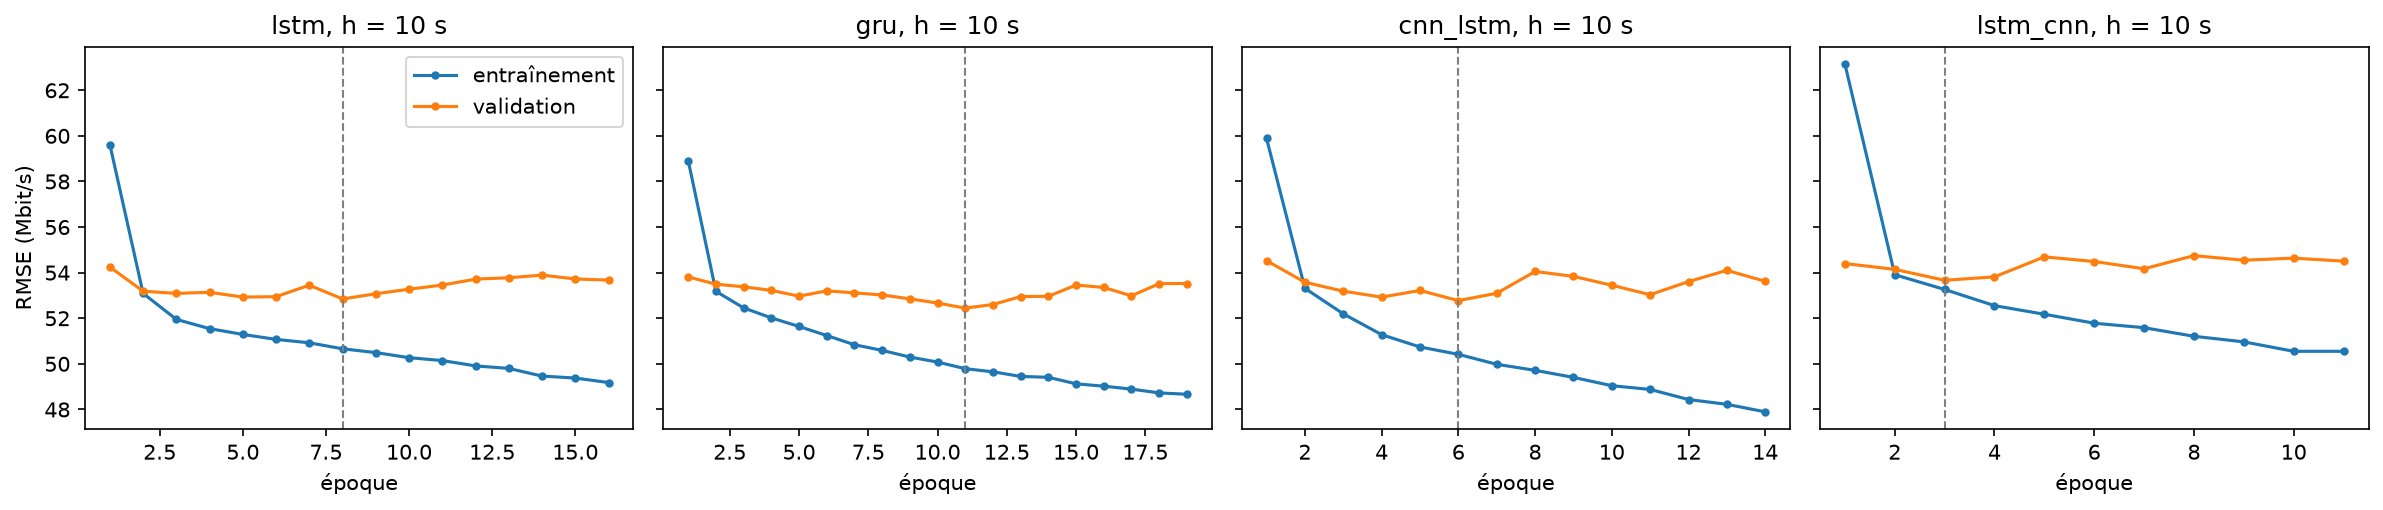 lstm, h = 10 s
gru, h = 10 s
cnn_lstm, h = 10 s
lstm_cnn, h = 10 s
entraînement
validation
RMSE (Mbit/s)
62
60
58
56
54
52
50
48
2.5 5.0 7.5 10.0 12.5 15.0
2.5 5.0 7.5 10.0 12.5 15.0 17.5
2 4 6 8 10 12 14
2 4 6 8 10
époque
époque
époque
époque